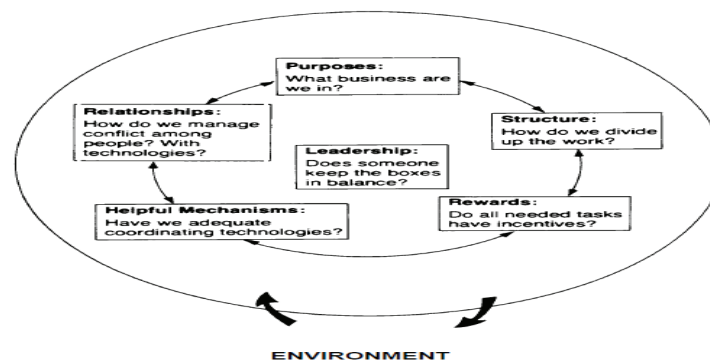 Purposes:
What business are
we in?
Relationships:
How do we manage
conflict among
people? With
technologies?
Structure:
How do we divide
up the work?
Leadership:
Does someone
keep the boxes
in balance?
Helpful Mechanisms:
Have we adequate
coordinating technologies?
Rewards:
Do all needed tasks
have incentives?
ENVIRONMENT